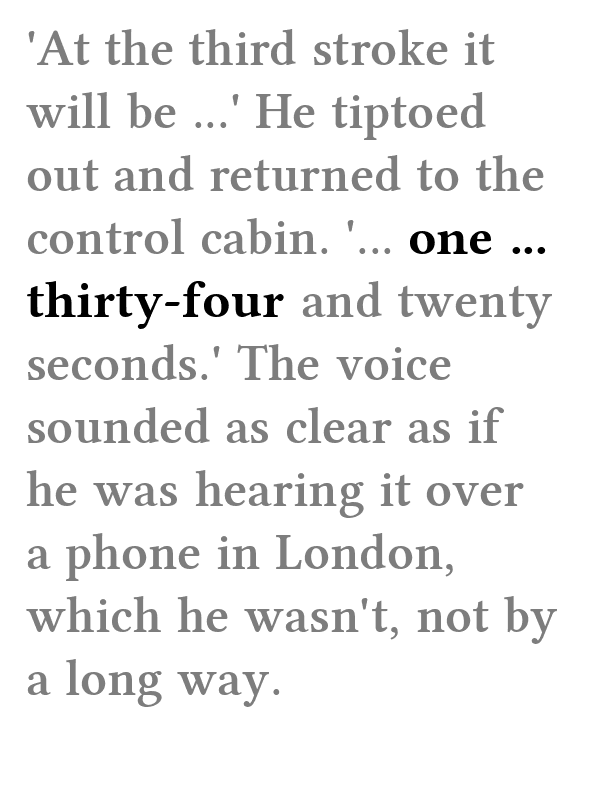 'At the third stroke it
will be ...' He tiptoed
out and returned to the
control cabin. '... one ...
thirty-four and twenty
seconds.' The voice
sounded as clear as if
he was hearing it over
a phone in London,
which he wasn't, not by
a long way.